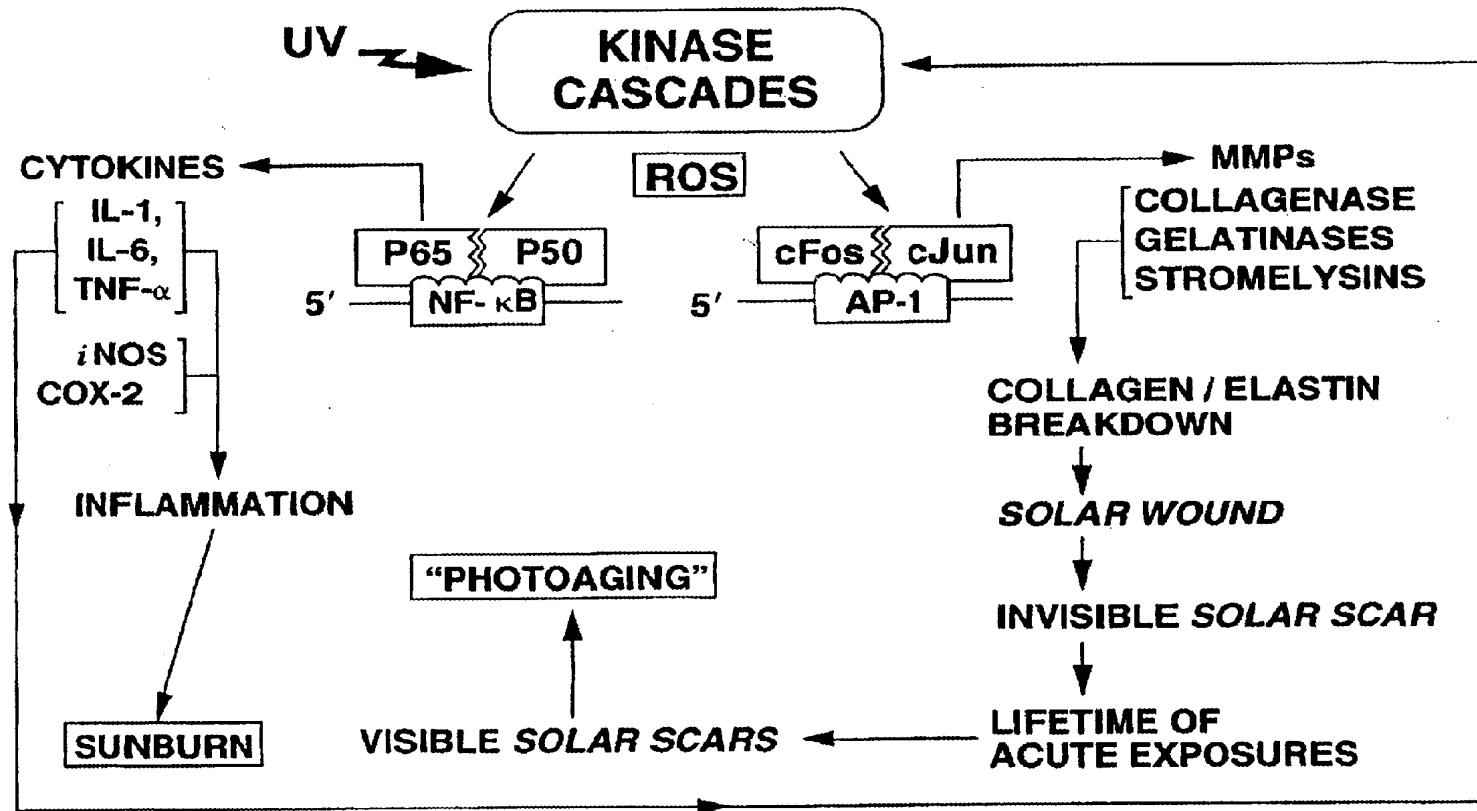 UV
KINASE
CASCADES
ROS
CYTOKINES
IL-1,
IL-6,
TNF-α
iNOS
COX-2
INFLAMMATION
SUNBURN
P65 P50
5′ NF- κB
cFos cJun
5′ AP-1
MMPs
COLLAGENASE
GELATINASES
STROMELYSINS
COLLAGEN / ELASTIN
BREAKDOWN
SOLAR WOUND
INVISIBLE SOLAR SCAR
LIFETIME OF
ACUTE EXPOSURES
VISIBLE SOLAR SCARS
“PHOTOAGING”